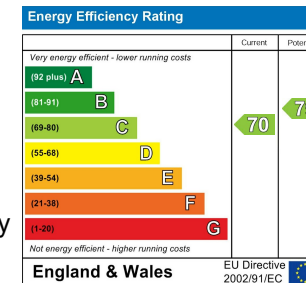 Energy Efficiency Rating
Current
Very energy efficient - lower running costs
(92 plus) A
(81-91) B
(69-80) C
70
(55-68) D
(39-54) E
(21-38) F
(1-20) G
Not energy efficient - higher running costs
England & Wales
EU Directive
2002/91/EC